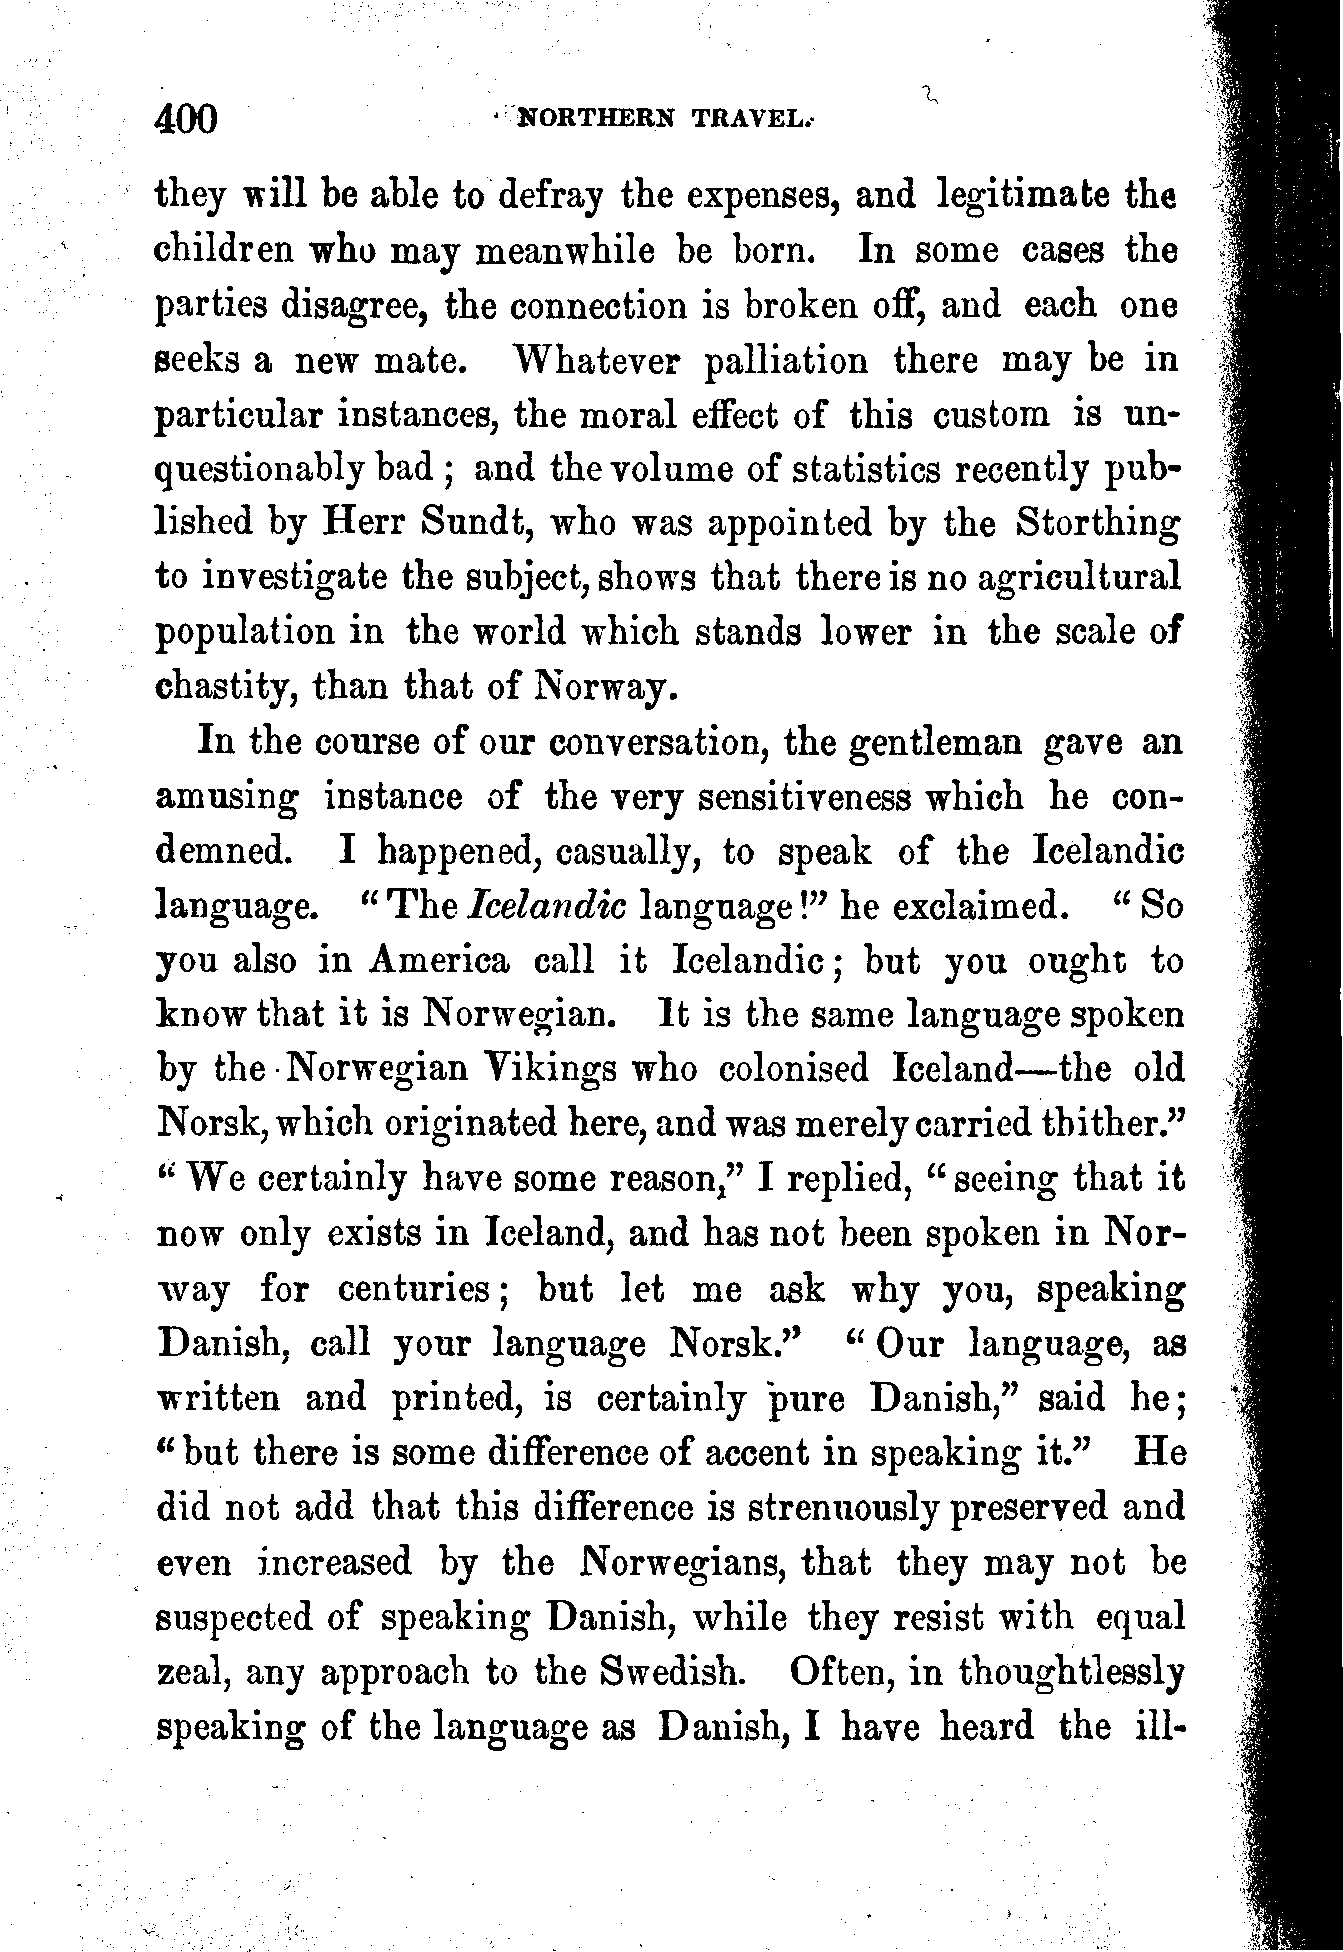 400 NORTHERN TRAVEL.
they will be able to defray the expenses, and legitimate the
children who may meanwhile be born. In some cases the
parties disagree, the connection is broken off, and each one
seeks a new mate. Whatever palliation there may be in
particular instances, the moral effect of this custom is un-
questionably bad; and the volume of statistics recently pub-
lished by Herr Sundt, who was appointed by the Storthing
to investigate the subject, shows that there is no agricultural
population in the world which stands lower in the scale of
chastity, than that of Norway.
In the course of our conversation, the gentleman gave an
amusing instance of the very sensitiveness which he con-
demned. I happened, casually, to speak of the Icelandic
language. "The Icelandic language!" he exclaimed. "So
you also in America call it Icelandic; but you ought to
know that it is Norwegian. It is the same language spoken
by the Norwegian Vikings who colonised Iceland—the old
Norsk, which originated here, and was merely carried thither."
"We certainly have some reason," I replied, "seeing that it
now only exists in Iceland, and has not been spoken in Nor-
way for centuries; but let me ask why you, speaking
Danish, call your language Norsk." "Our language, as
written and printed, is certainly pure Danish," said he;
"but there is some difference of accent in speaking it." He
did not add that this difference is strenuously preserved and
even increased by the Norwegians, that they may not be
suspected of speaking Danish, while they resist with equal
zeal, any approach to the Swedish. Often, in thoughtlessly
speaking of the language as Danish, I have heard the ill-